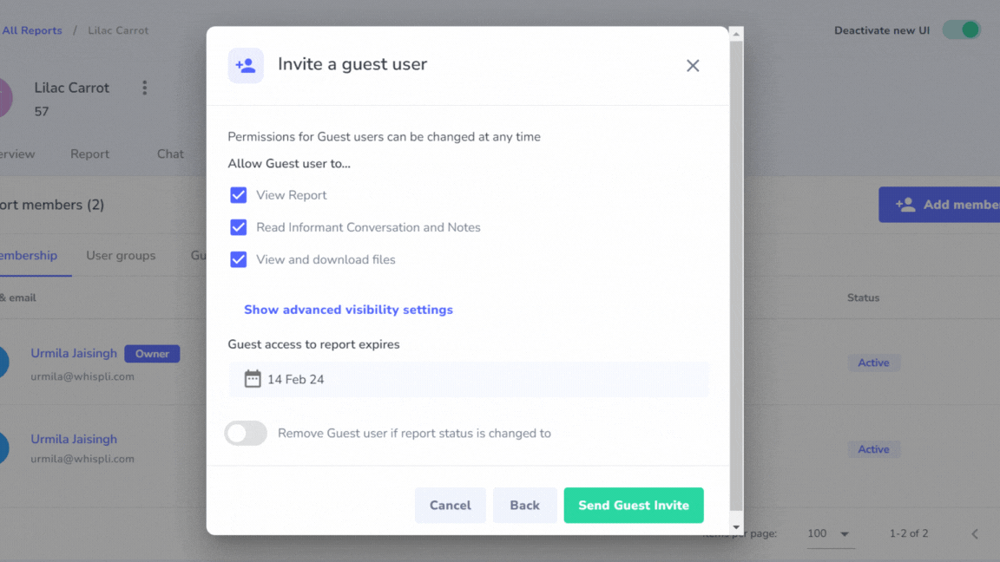 All Reports / Lilac Carrot
Deactivate new UI
Invite a guest user
Lilac Carrot
57
erview Report Chat
Permissions for Guest users can be changed at any time
Allow Guest user to...
View Report
ort members (2)
Add membe
Read Informant Conversation and Notes
embership User groups Gu
View and download files
& email
Status
Show advanced visibility settings
Guest access to report expires
Urmila Jaisingh Owner
urmila@whispli.com
Active
14 Feb 24
Remove Guest user if report status is changed to
Urmila Jaisingh
urmila@whispli.com
Active
Cancel Back Send Guest Invite
Items per page: 100 1-2 of 2